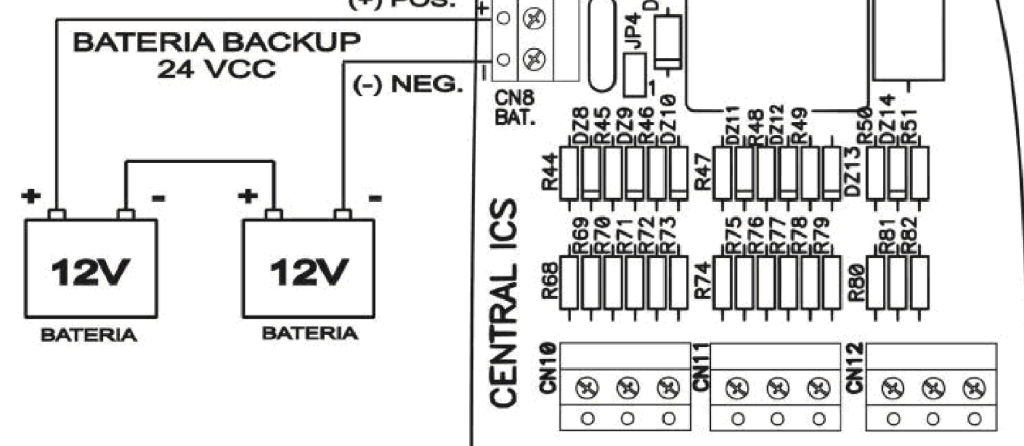 (+) POS.
+
BATERIA BACKUP
24 VCC
(-) NEG.
-
CN8
BAT.
JP4
1
D
R44 DZ8 R45 DZ9 R46 DZ10
R47 DZ11 R48 DZ12 R49 DZ13
R50 DZ14 R51
+ - + -
12V 12V
BATERIA BATERIA
CENTRAL ICS
R68 R69 R70 R71 R72 R73
R74 R75 R76 R77 R78 R79
R80 R81 R82
CN10 CN11 CN12